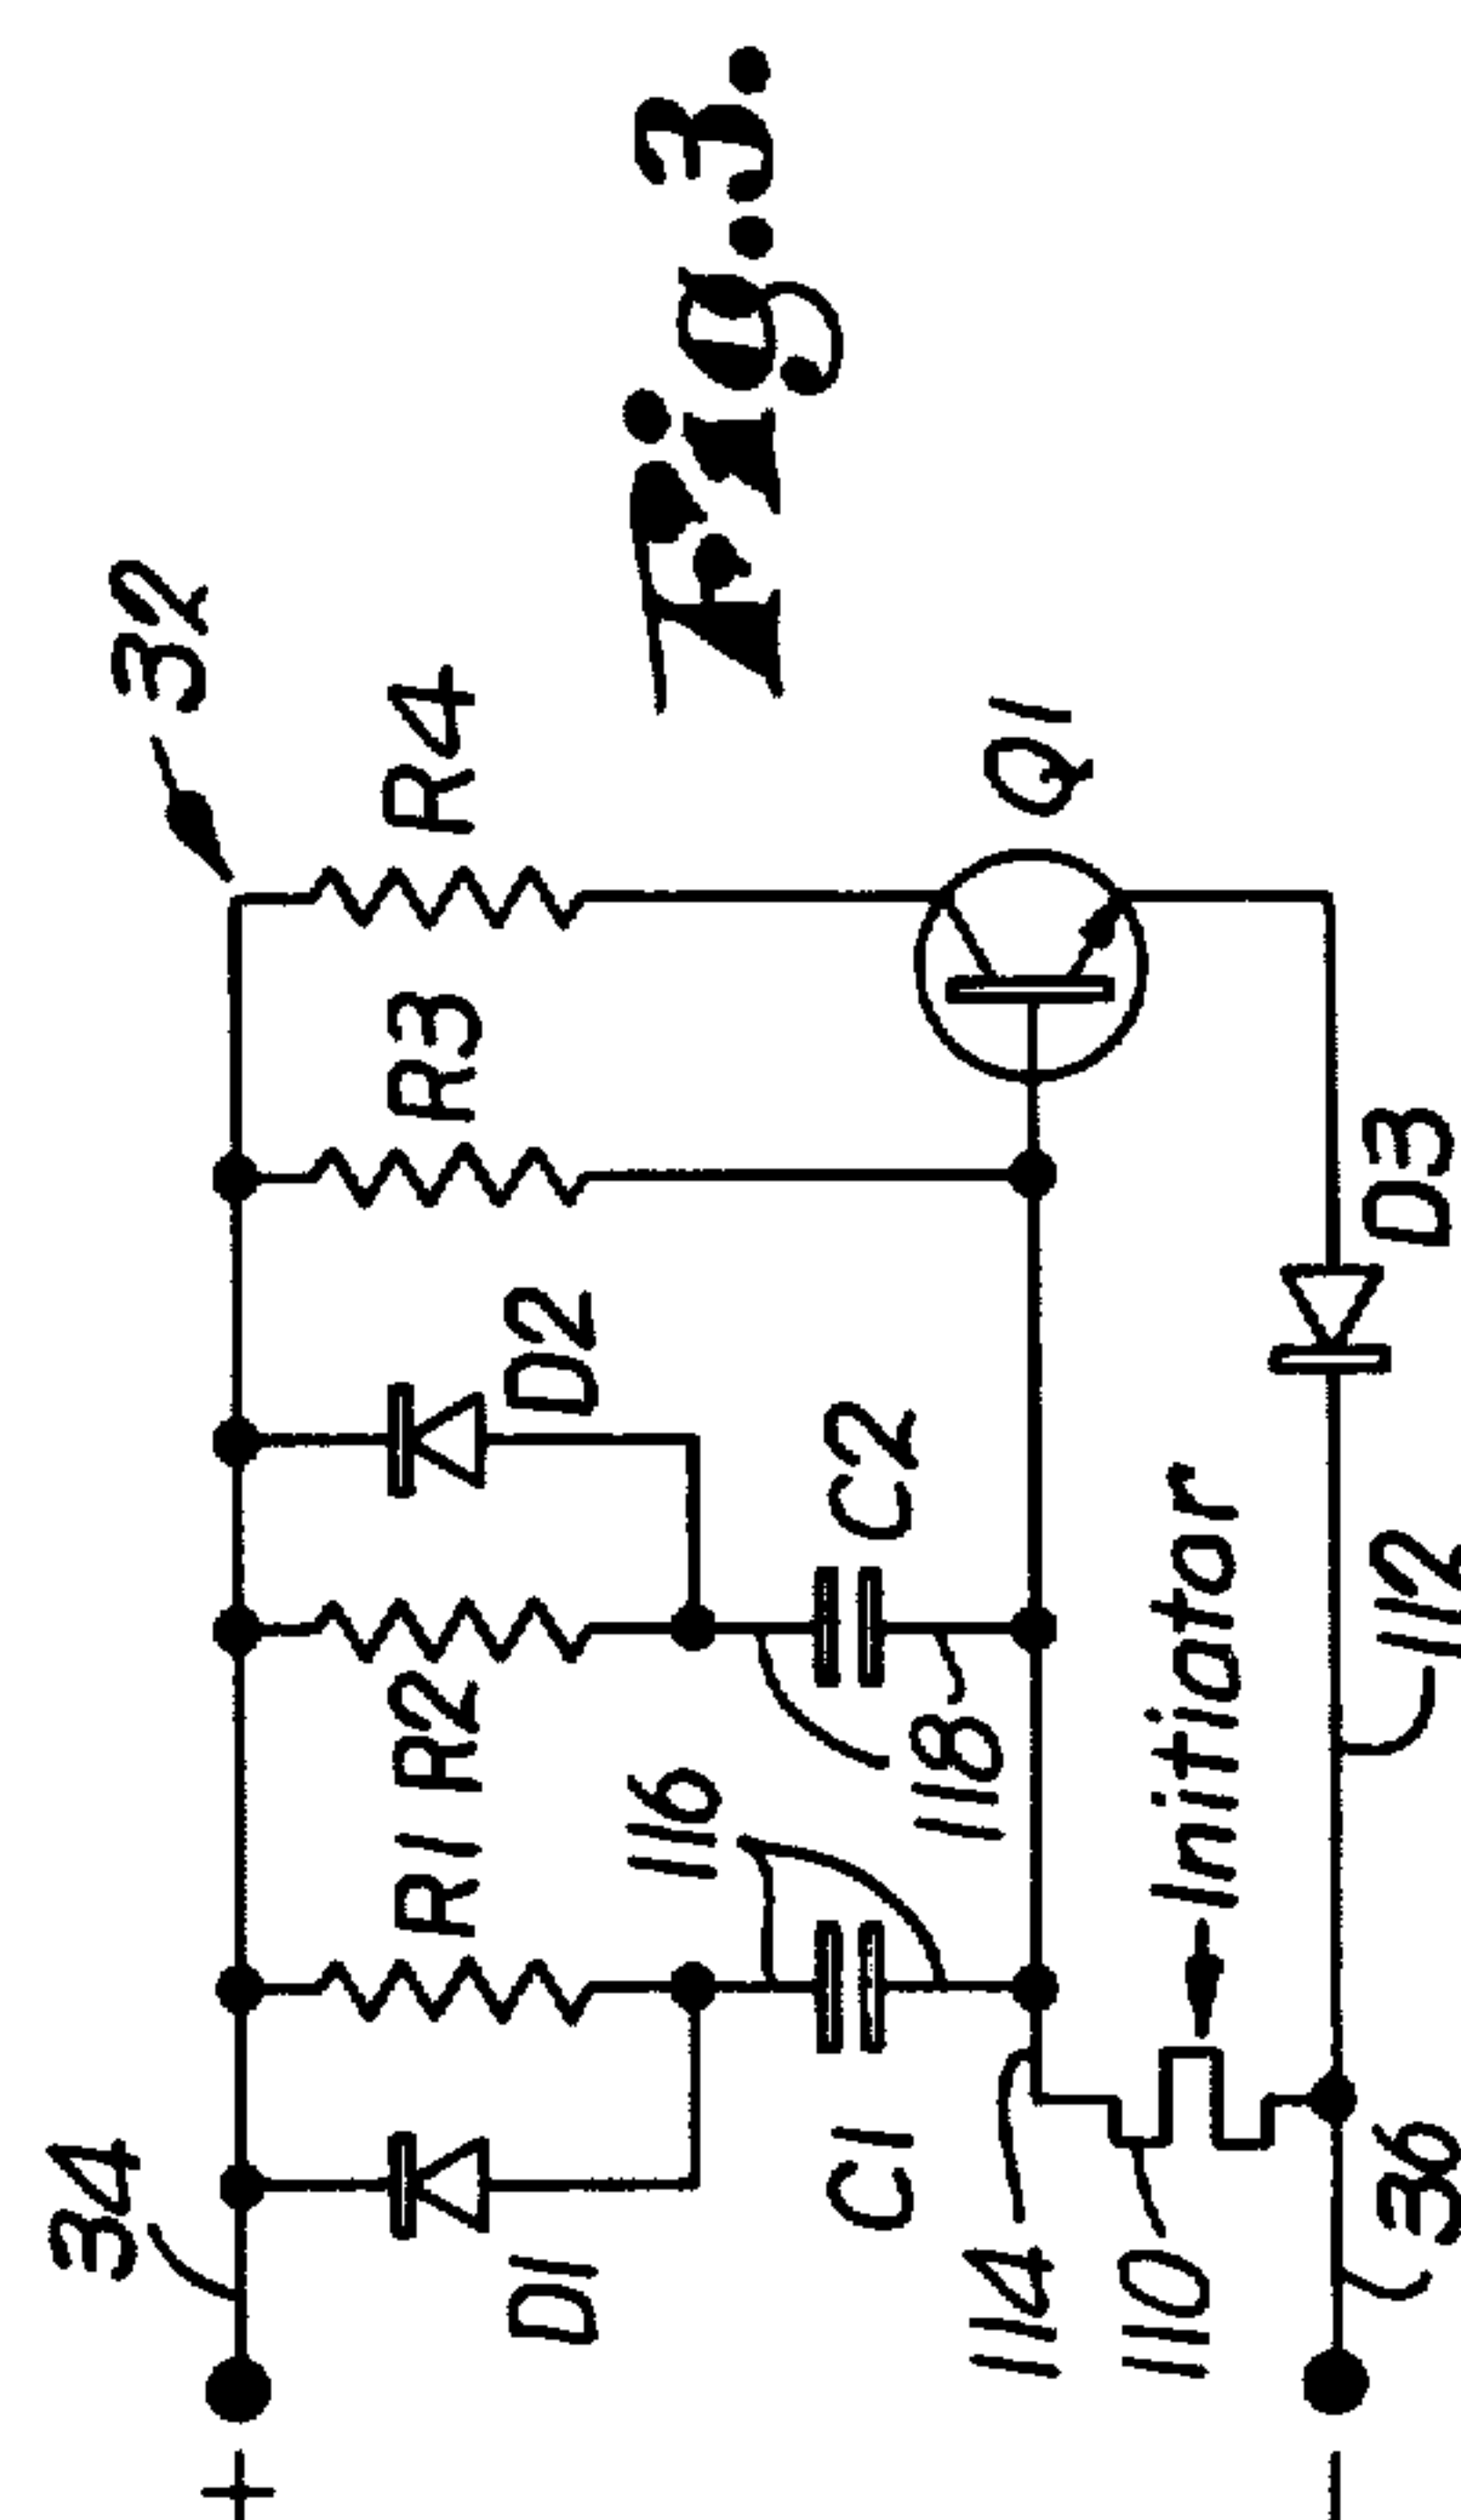 34
32
R1
R2
R3
R4
D1
D2
116
Fig. 3.
C1
C2
118
114
Q1
110
Initiator
D3
112
36
+
-